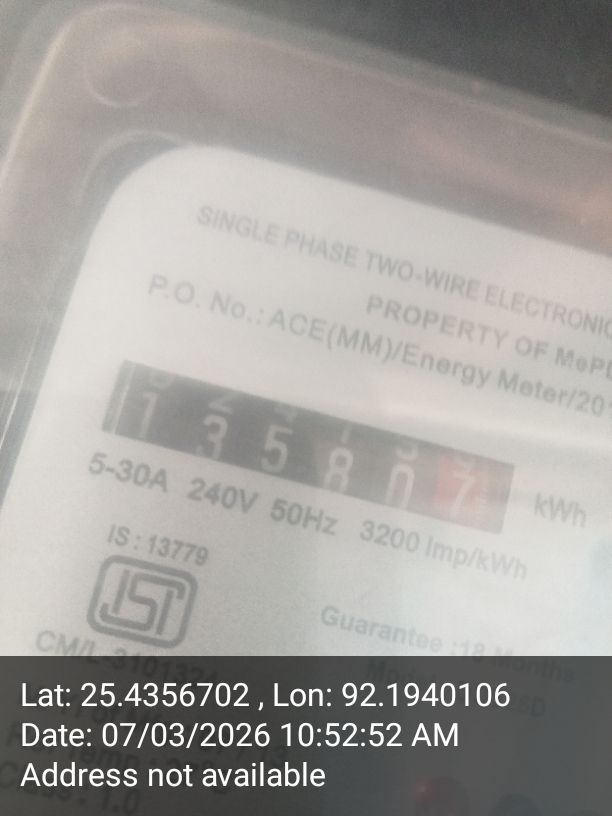 SINGLE PHASE TWO-WIRE ELECTRONIC
PROPERTY OF MePD
P.O. No.: ACE(MM)/Energy Meter/201
1 3 5 8 0 7 kWh
5-30A 240V 50Hz 3200 Imp/kWh
IS : 13779
ISI
Guarantee :18 Months
Lat: 25.4356702 , Lon: 92.1940106
Date: 07/03/2026 10:52:52 AM
Address not available